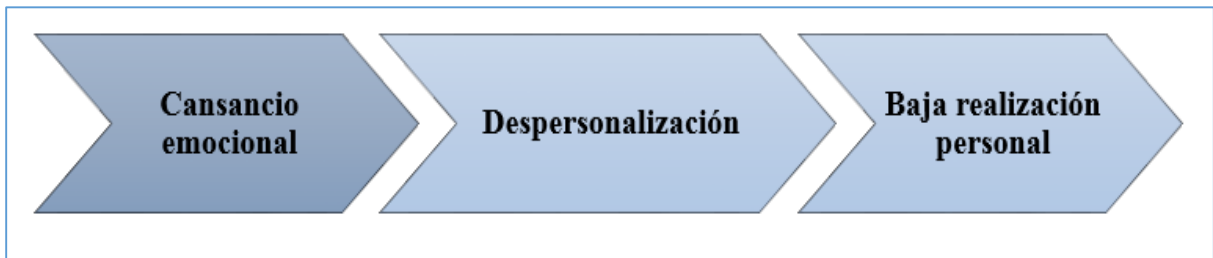 Cansancio
emocional
Despersonalización
Baja realización
personal